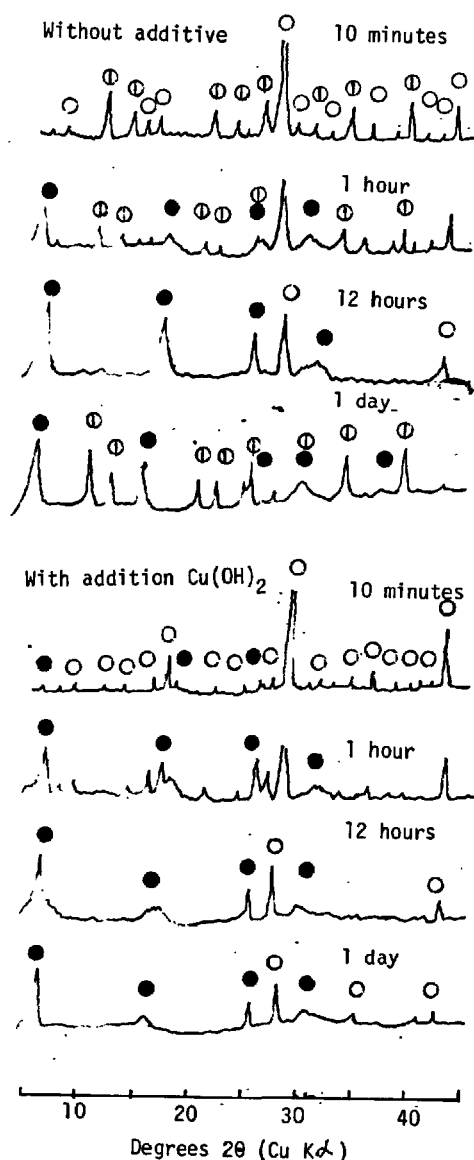 Without additive 10 minutes
1 hour
12 hours
1 day
With addition Cu(OH)2 10 minutes
1 hour
12 hours
1 day
10 20 30 40
Degrees 2θ (Cu Kα)